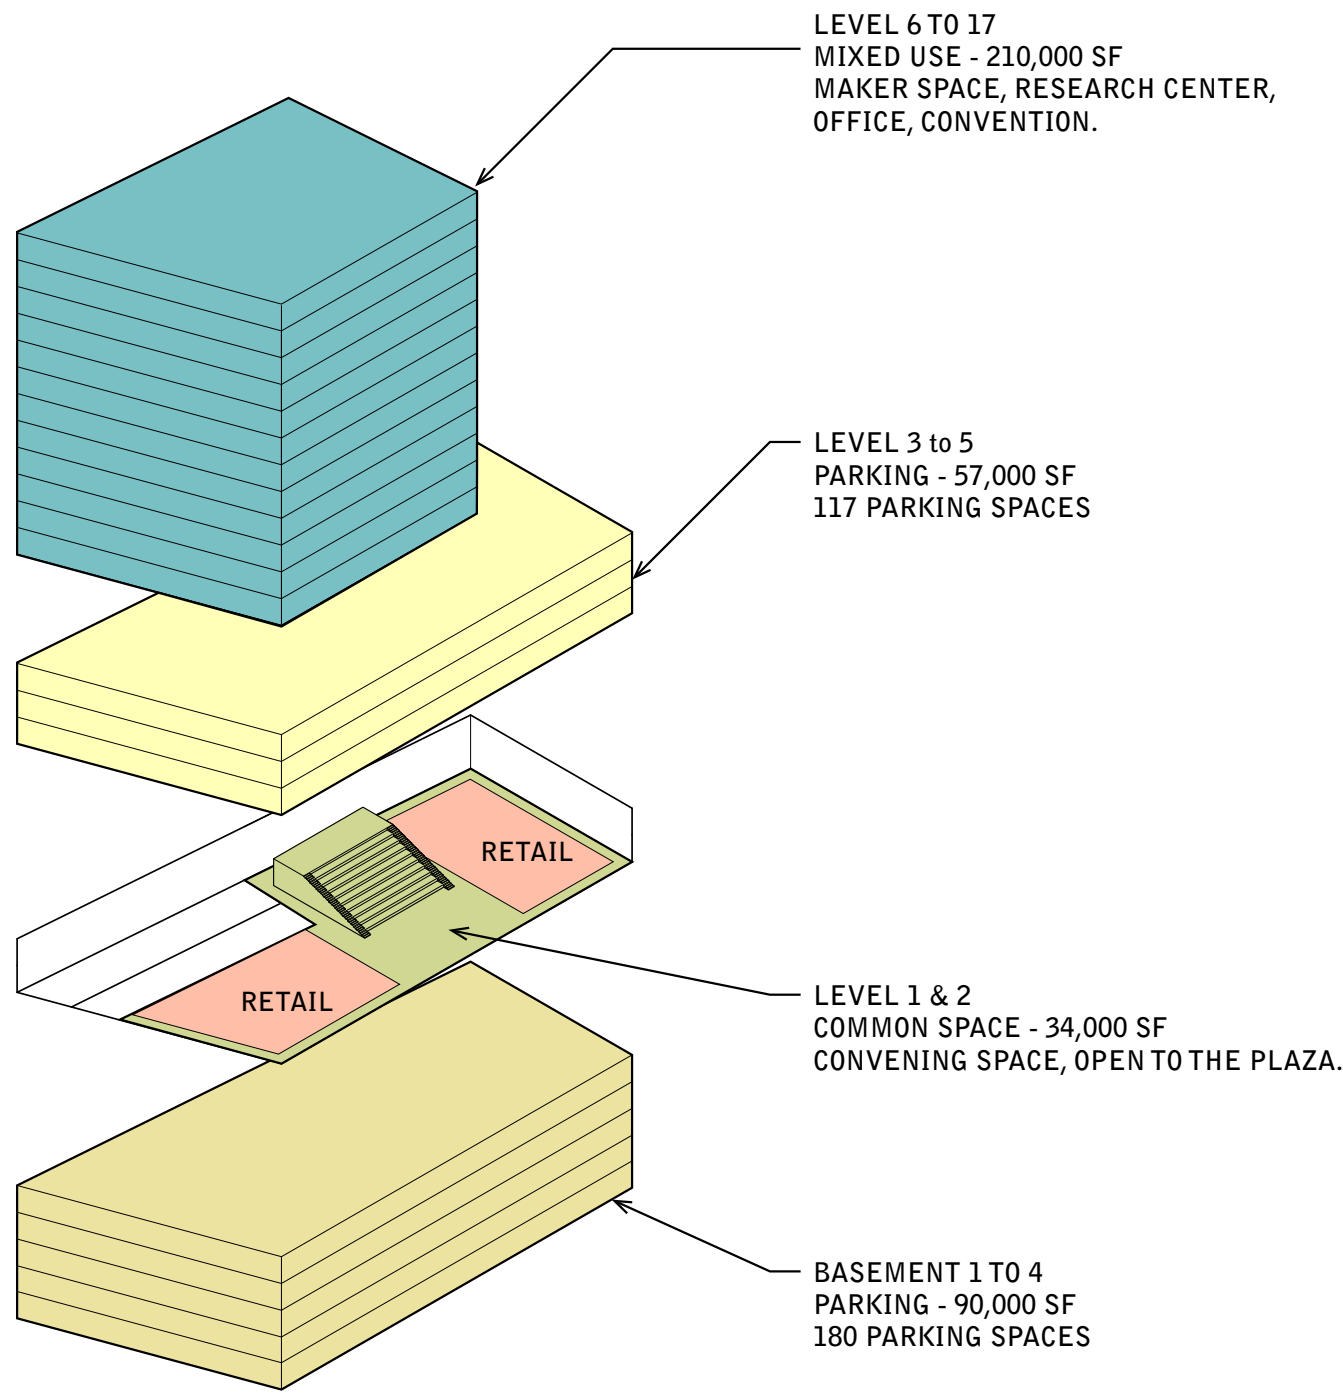 LEVEL 6 TO 17
MIXED USE - 210,000 SF
MAKER SPACE, RESEARCH CENTER,
OFFICE, CONVENTION.
LEVEL 3 to 5
PARKING - 57,000 SF
117 PARKING SPACES
RETAIL
RETAIL
LEVEL 1 & 2
COMMON SPACE - 34,000 SF
CONVENING SPACE, OPEN TO THE PLAZA.
BASEMENT 1 TO 4
PARKING - 90,000 SF
180 PARKING SPACES